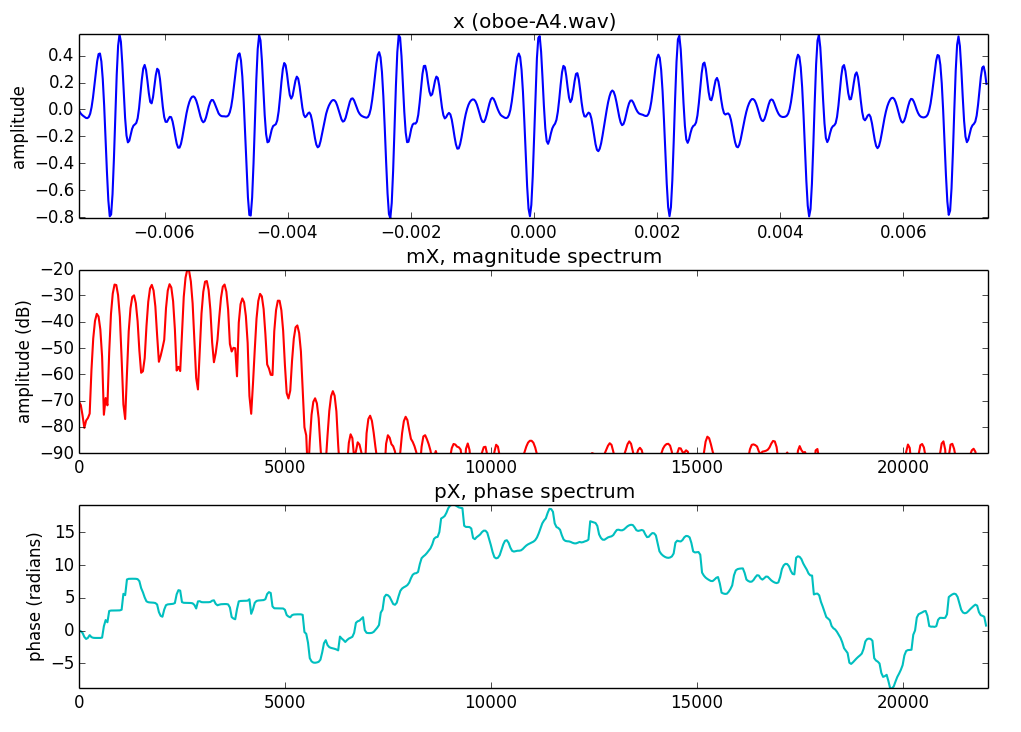 x (oboe-A4.wav)
amplitude
0.4
0.2
0.0
−0.2
−0.4
−0.6
−0.8
−0.006 −0.004 −0.002 0.000 0.002 0.004 0.006
mX, magnitude spectrum
amplitude (dB)
−20
−30
−40
−50
−60
−70
−80
−90
0 5000 10000 15000 20000
pX, phase spectrum
phase (radians)
15
10
5
0
−5
0 5000 10000 15000 20000